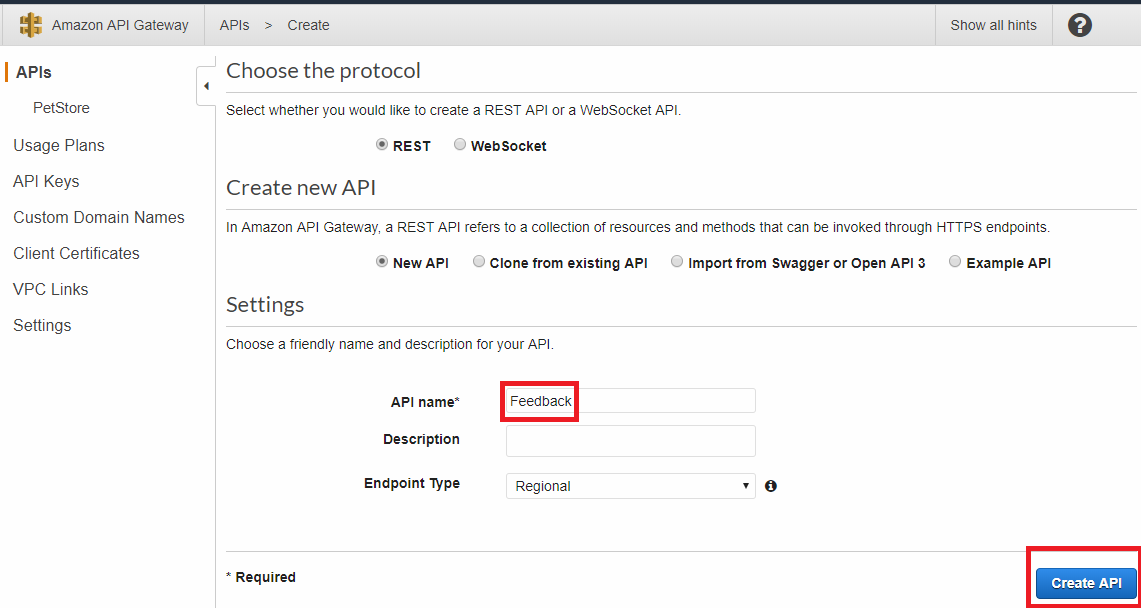 Amazon API Gateway APIs > Create Show all hints ?
APIs
PetStore
Usage Plans
API Keys
Custom Domain Names
Client Certificates
VPC Links
Settings
Choose the protocol
Select whether you would like to create a REST API or a WebSocket API.
REST WebSocket
Create new API
In Amazon API Gateway, a REST API refers to a collection of resources and methods that can be invoked through HTTPS endpoints.
New API Clone from existing API Import from Swagger or Open API 3 Example API
Settings
Choose a friendly name and description for your API.
API name* Feedback
Description
Endpoint Type Regional
* Required
Create API